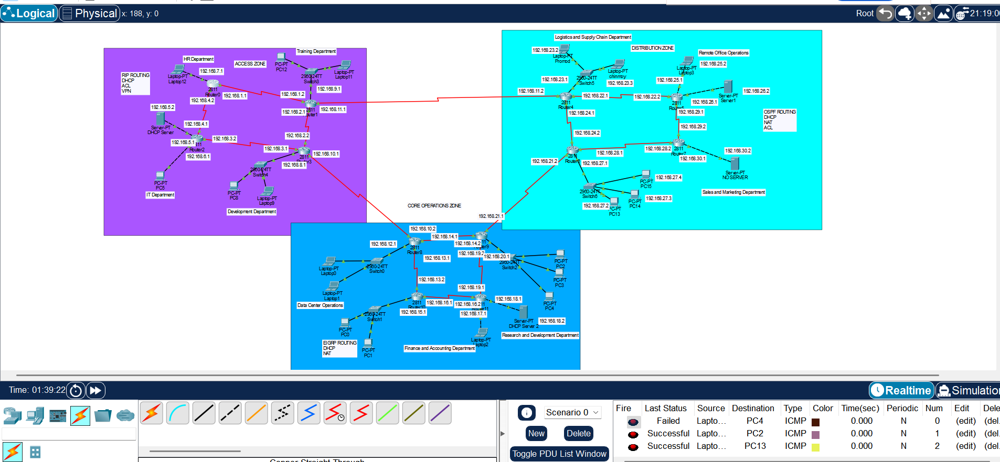 Logical
Physical
x: 188, y: 0
Root
21:19:0
HR Department
Training Department
ACCESS ZONE
RIP ROUTING
DHCP
ACL
VPN
PC-PT
PC12
Laptop-PT
Laptop11
2960-24TT
Switch3
Laptop-PT
Laptop12
192.168.7.1
2811
Router0
192.168.4.2
192.168.1.1
192.168.1.2
192.168.9.1
192.168.2.1
2811
192.168.11.1
192.168.5.2
Server-PT
DHCP Server
192.168.4.1
192.168.5.1
192.168.3.2
Router2
192.168.6.1
192.168.2.2
192.168.3.1
192.168.10.1
2811
192.168.8.1
2960-24TT
Switch4
PC-PT
PC5
IT Department
PC-PT
PC8
Laptop-PT
Laptop9
Development Department
Logistics and Supply Chain Department
DISTRIBUTION ZONE
Remote Office Operations
192.168.23.2
Laptop-PT
Promod
Laptop-PT
chinmoy
192.168.23.3
192.168.23.1
2960-24TT
Switch5
Laptop-PT
Laptop3
192.168.25.2
192.168.25.1
Server-PT
Server1
192.168.26.2
192.168.11.2
2811
Router4
192.168.22.1
192.168.22.2
2811
192.168.26.1
192.168.24.1
192.168.29.1
192.168.29.2
OSPF ROUTING
DHCP
NAT
ACL
192.168.24.2
2811
192.168.28.1
192.168.28.2
2811
Router7
192.168.30.1
192.168.30.2
192.168.21.2
192.168.27.1
Server-PT
NO SERVER
2960-24TT
Switch6
PC-PT
PC15
192.168.27.4
PC-PT
PC14
192.168.27.3
192.168.27.2
PC-PT
PC13
Sales and Marketing Department
CORE OPERATIONS ZONE
192.168.21.1
192.168.10.2
192.168.12.1
192.168.14.1
192.168.14.2
2811
Router8
192.168.13.1
192.168.19.2
192.168.20.1
2960-24TT
Switch2
Laptop-PT
Laptop0
2960-24TT
Switch0
PC-PT
PC2
PC-PT
PC3
Laptop-PT
Laptop1
Data Center Operations
192.168.13.2
192.168.19.1
2811
Router10
192.168.16.1
192.168.16.2
192.168.18.1
192.168.15.1
192.168.17.1
PC-PT
PC4
2960-24TT
Switch1
PC-PT
PC0
PC-PT
PC1
Server-PT
DHCP Server 2
192.168.18.2
Laptop-PT
Research and Development Department
Finance and Accounting Department
EIGRP ROUTING
DHCP
NAT
Time: 01:39:22
Realtime
Simulation
Scenario 0
New
Delete
Toggle PDU List Window
Fire Last Status Source Destination Type Color Time(sec) Periodic Num Edit Dele
Failed Lapto... PC4 ICMP 0.000 N 0 (edit) (del.
Successful Lapto... PC2 ICMP 0.000 N 1 (edit) (del.
Successful Lapto... PC13 ICMP 0.000 N 2 (edit) (del.
Copper Straight-Through